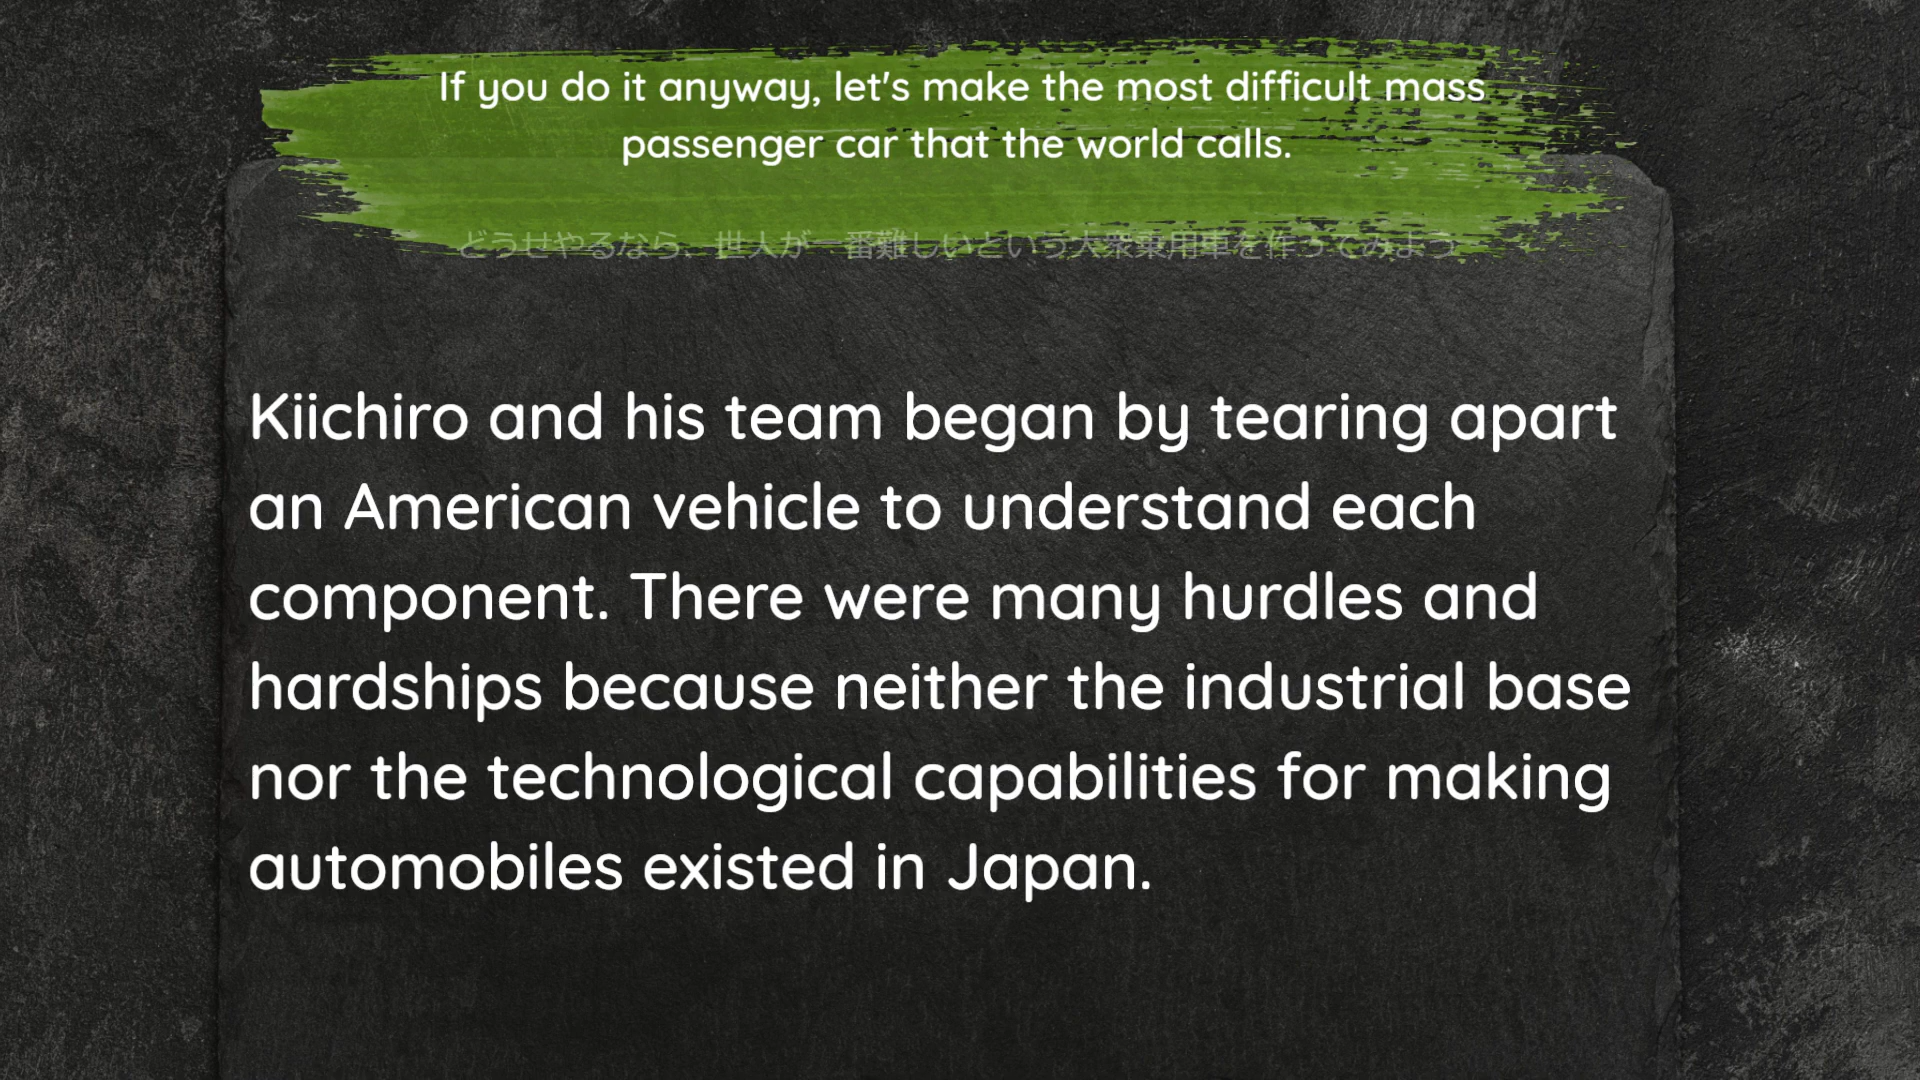 If you do it anyway, let's make the most difficult mass
passenger car that the world calls.
どうせやるなら、世人が一番難しいという大衆乗用車を作ってみよう
Kiichiro and his team began by tearing apart
an American vehicle to understand each
component. There were many hurdles and
hardships because neither the industrial base
nor the technological capabilities for making
automobiles existed in Japan.